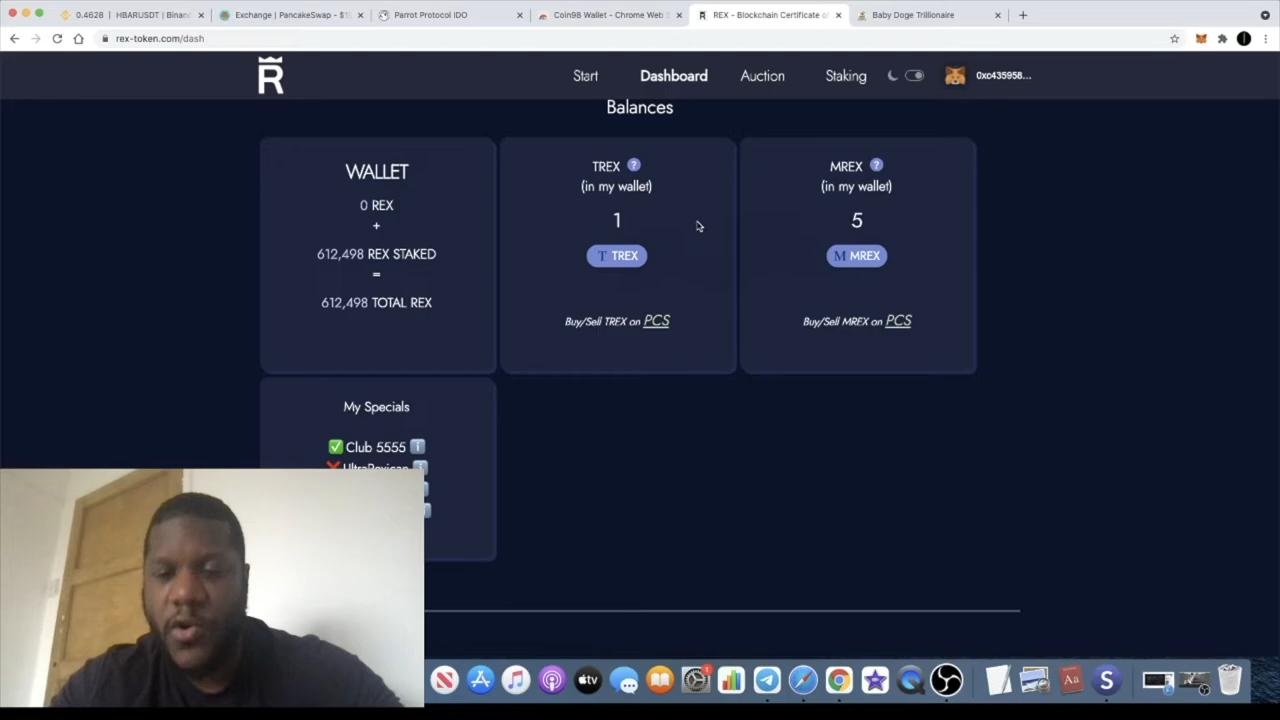 0.4628 | HBARUSDT | Binanc
Exchange | PancakeSwap - $1
Parrot Protocol IDO
Coin98 Wallet - Chrome Web S
REX - Blockchain Certificate o
Baby Doge Trillionaire
rex-token.com/dash
R
Start
Dashboard
Auction
Staking
0xc435958...
Balances
WALLET
0 REX
+
612,498 REX STAKED
=
612,498 TOTAL REX
TREX ?
(in my wallet)
1
T TREX
Buy/Sell TREX on PCS
MREX ?
(in my wallet)
5
M MREX
Buy/Sell MREX on PCS
My Specials
Club 5555
UltraRexican